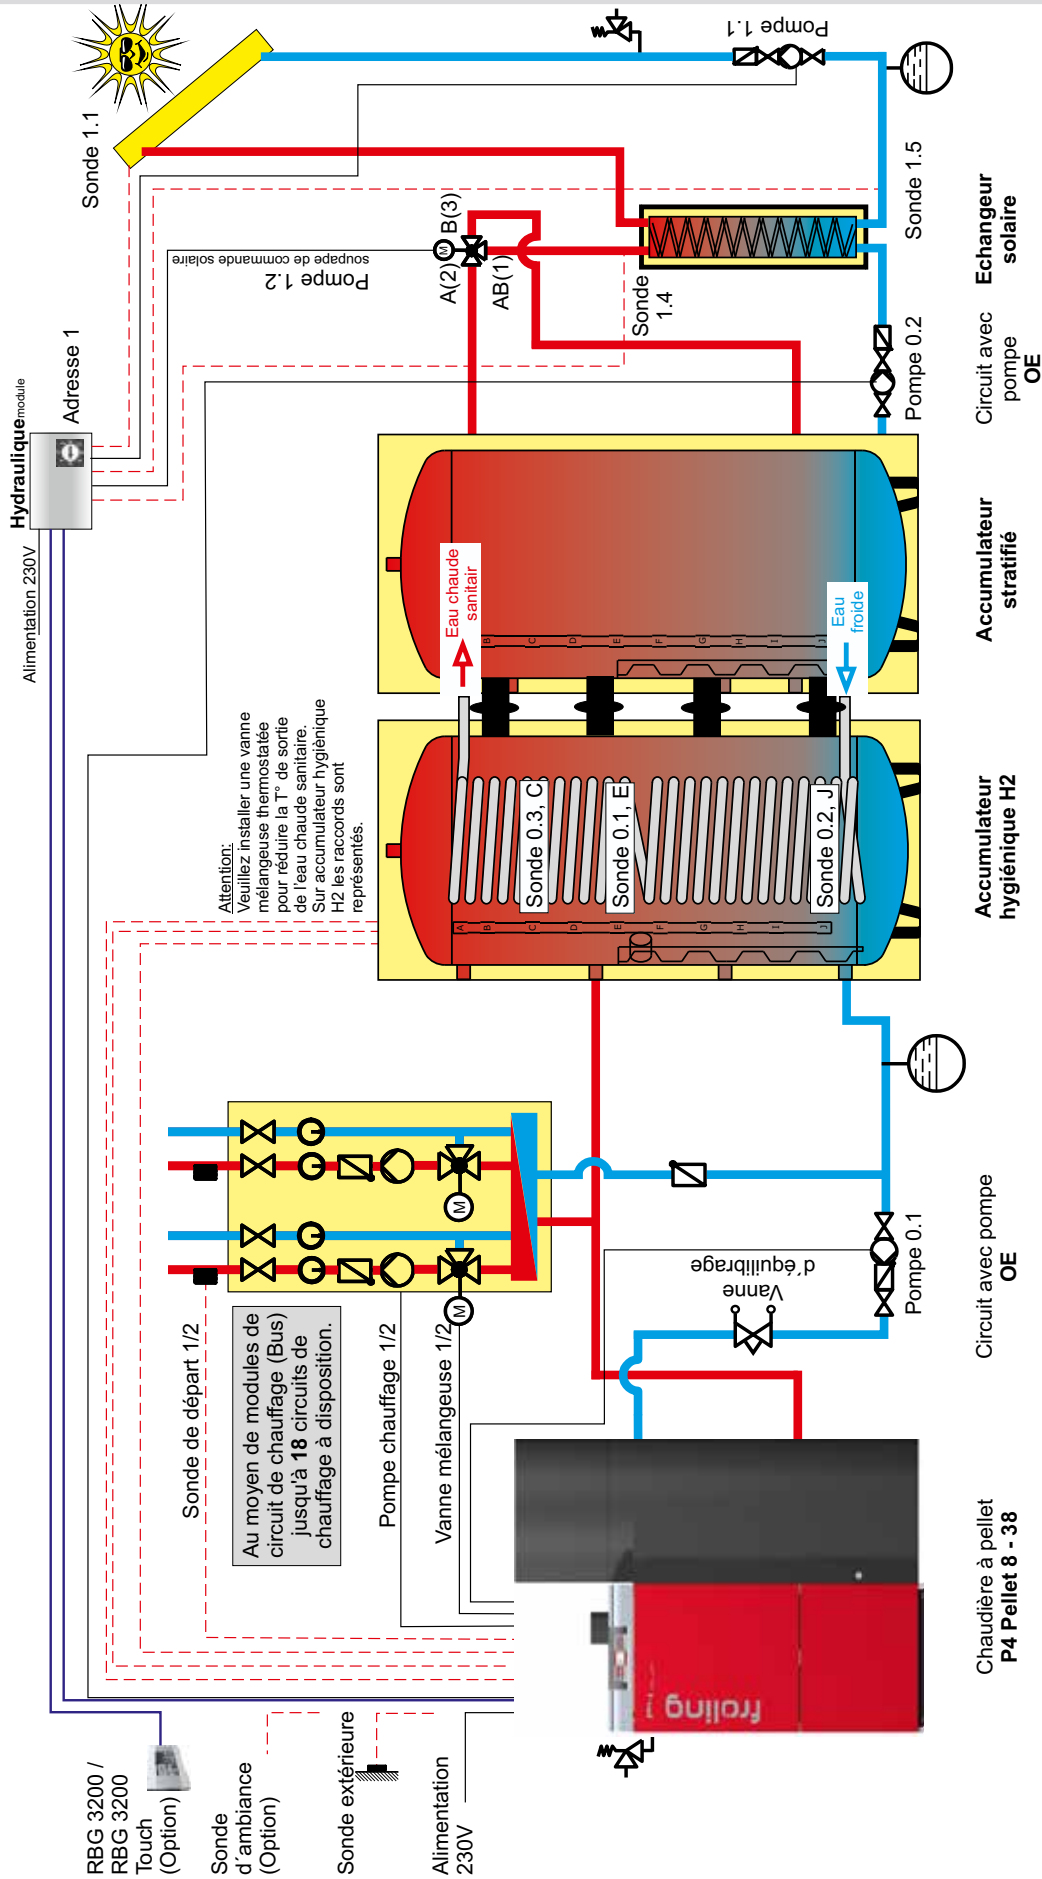 RBG 3200 /
RBG 3200
Touch
(Option)
Sonde
d´ambiance
(Option)
Sonde extérieure
Alimentation
230V
Sonde de départ 1/2
Au moyen de modules de
circuit de chauffage (Bus)
jusqu'à 18 circuits de
chauffage à disposition.
Pompe chauffage 1/2
Vanne mélangeuse 1/2
M
M
froling
Chaudière à pellet
P4 Pellet 8 - 38
Vanne
d´équilibrage
Pompe 0.1
Circuit avec pompe
OE
Attention:
Veuillez installer une vanne
mélangeuse thermostatée
pour réduire la T° de sortie
de l'eau chaude sanitaire.
Sur accumulateur hygiénique
H2 les raccords sont
représentés.
A
B
C
D
E
F
G
H
I
J
Sonde 0.3, C
Sonde 0.1, E
Sonde 0.2, J
Accumulateur
hygiénique H2
Eau chaude
sanitair
Eau
froide
B
C
D
E
F
G
H
I
J
Accumulateur
stratifié
Alimentation 230V
Hydrauliquemodule
Adresse 1
Sonde 1.1
Pompe 1.2
soupape de commande solaire
M
A(2)
B(3)
AB(1)
Sonde
1.4
Pompe 0.2
Circuit avec
pompe
OE
Sonde 1.5
Echangeur
solaire
Pompe 1.1